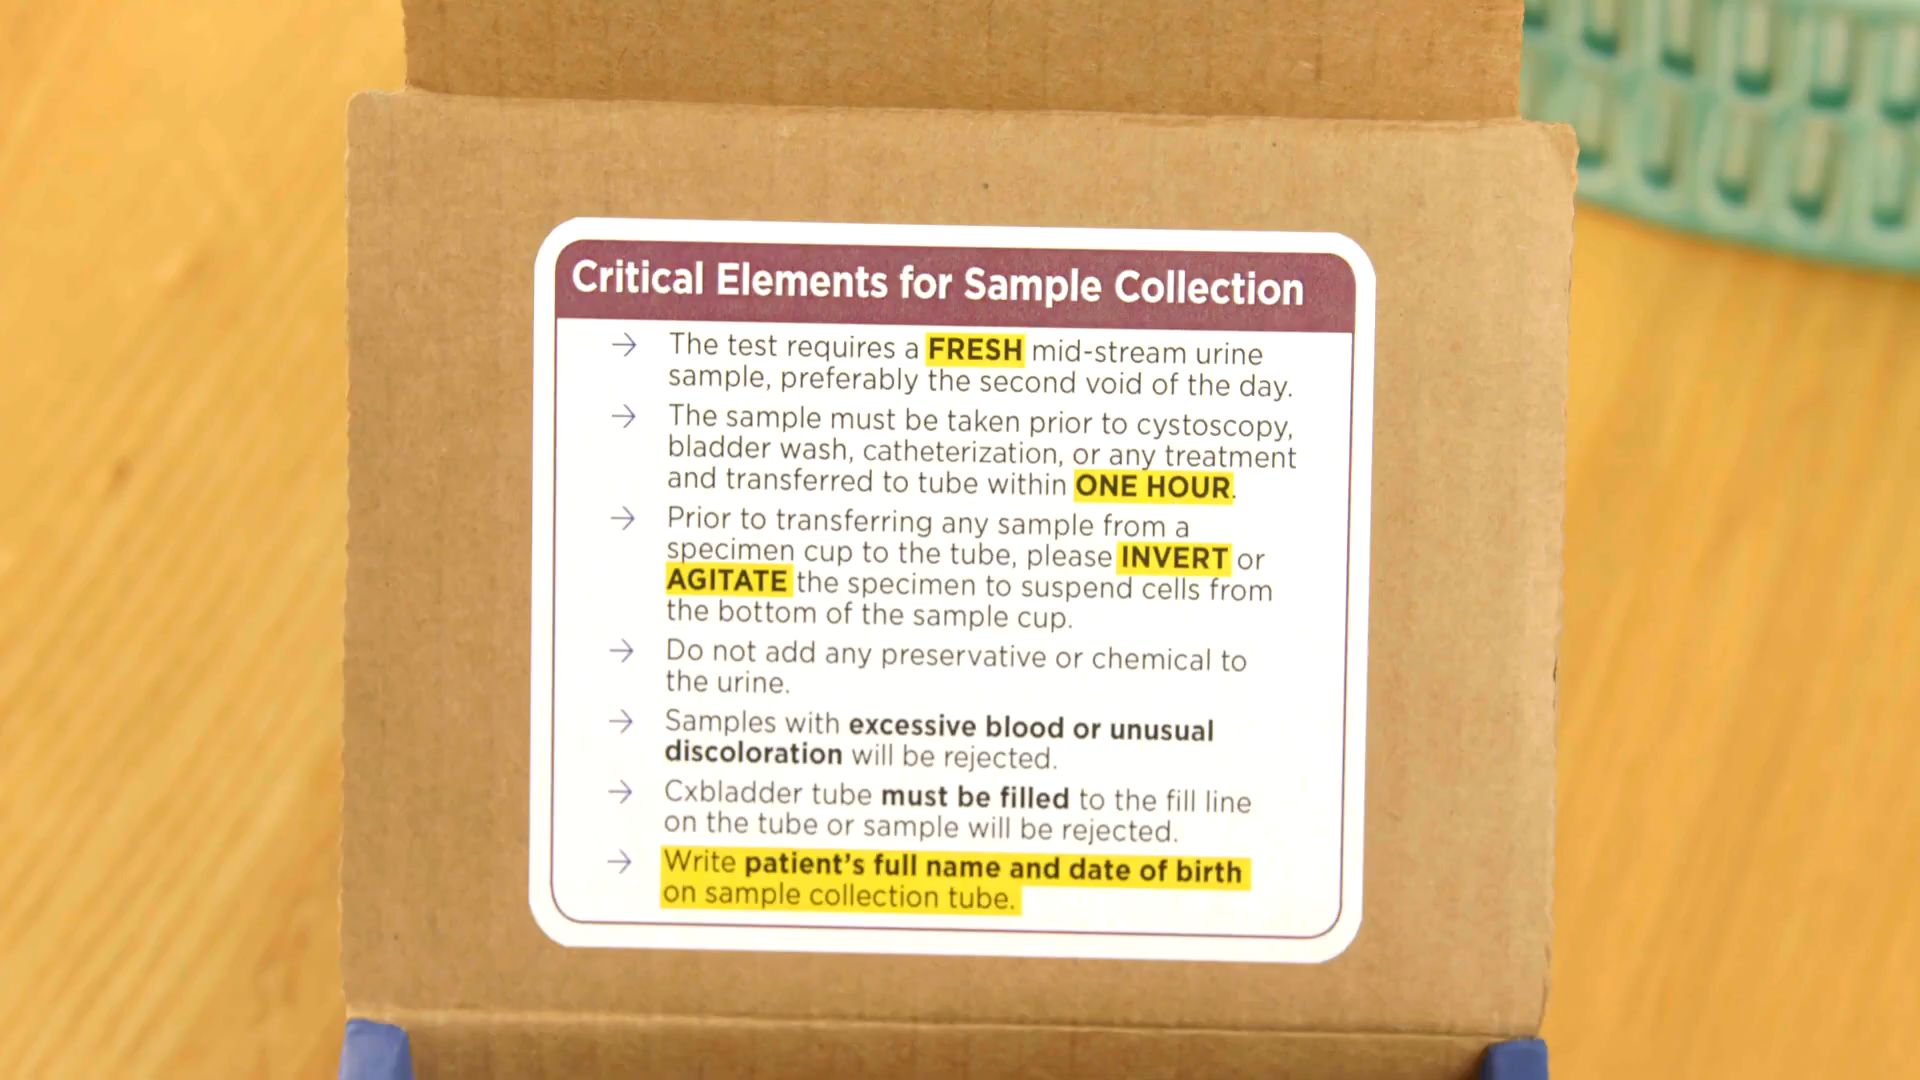 Critical Elements for Sample Collection
→ The test requires a FRESH mid-stream urine
sample, preferably the second void of the day.
→ The sample must be taken prior to cystoscopy,
bladder wash, catheterization, or any treatment
and transferred to tube within ONE HOUR.
→ Prior to transferring any sample from a
specimen cup to the tube, please INVERT or
AGITATE the specimen to suspend cells from
the bottom of the sample cup.
→ Do not add any preservative or chemical to
the urine.
→ Samples with excessive blood or unusual
discoloration will be rejected.
→ Cxbladder tube must be filled to the fill line
on the tube or sample will be rejected.
→ Write patient's full name and date of birth
on sample collection tube.